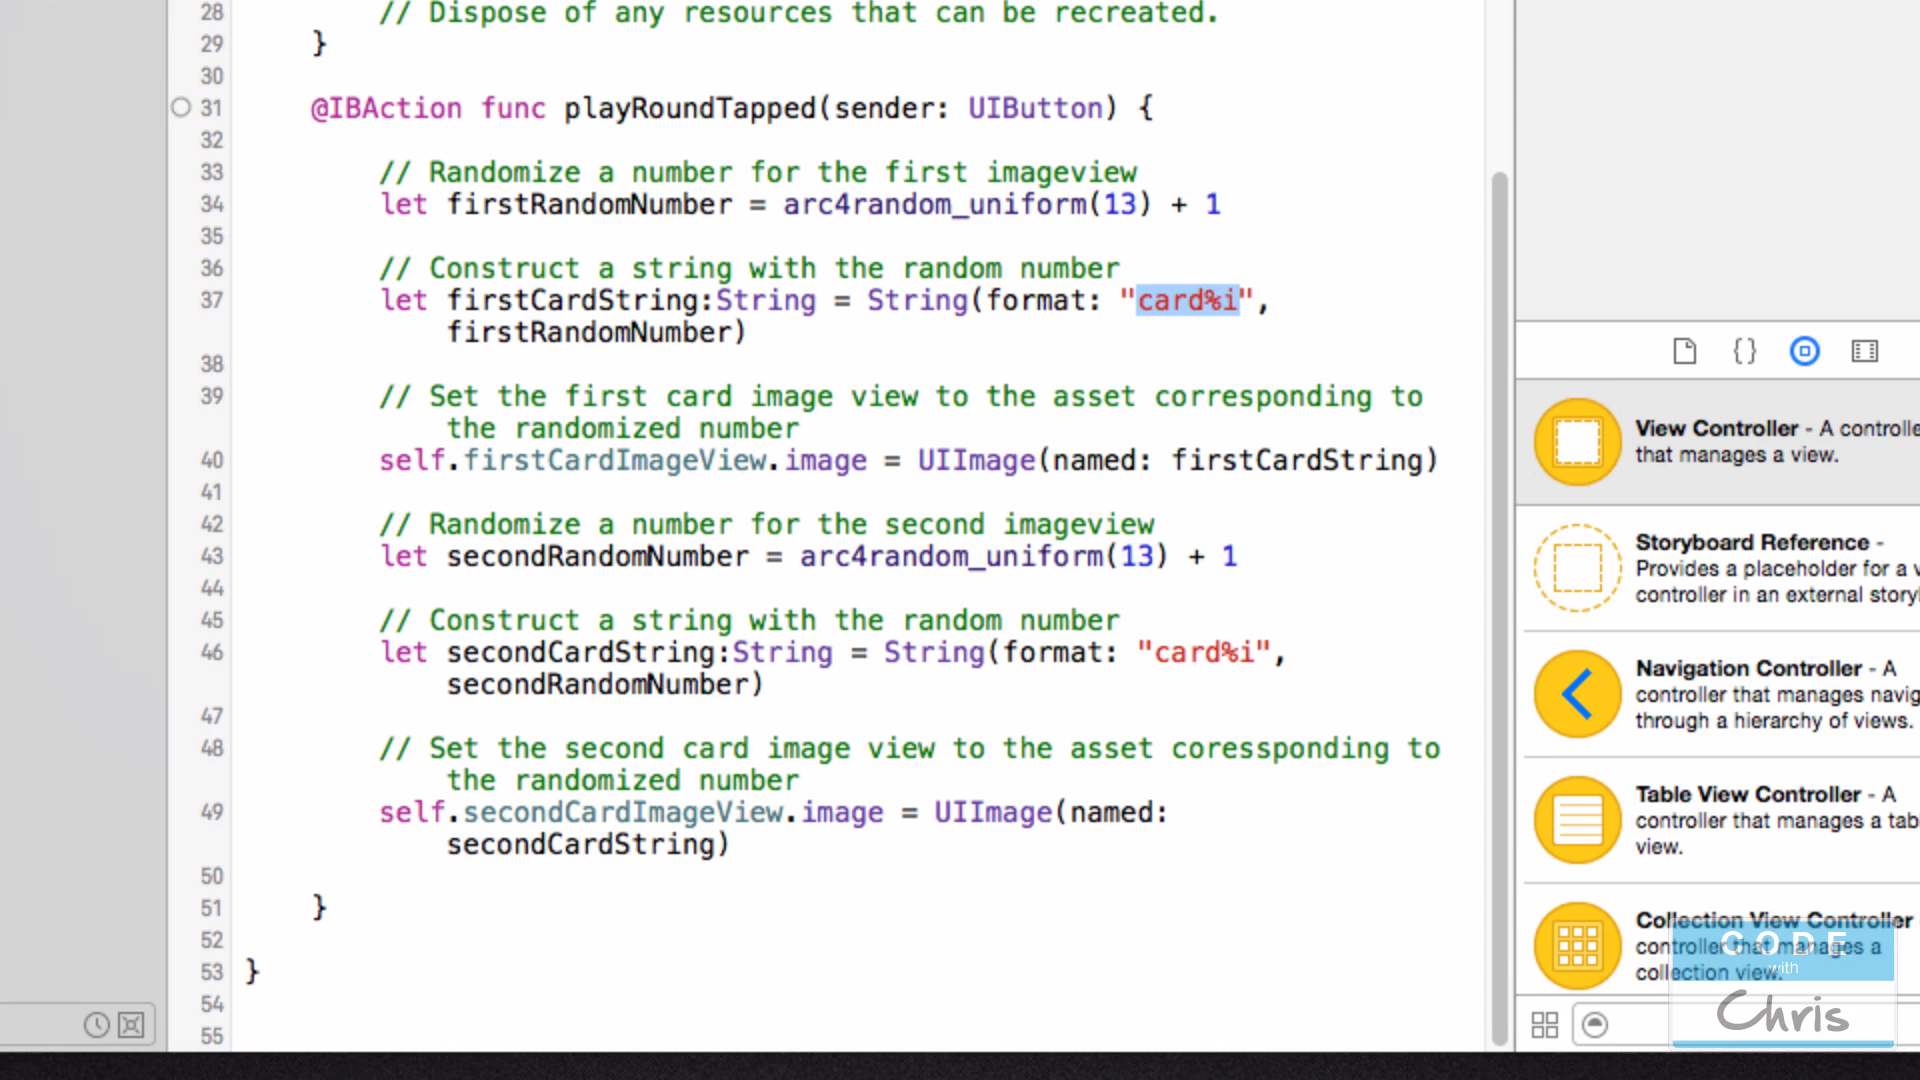 28 // Dispose of any resources that can be recreated.
29 }
30
31 @IBAction func playRoundTapped(sender: UIButton) {
32
33 // Randomize a number for the first imageview
34 let firstRandomNumber = arc4random_uniform(13) + 1
35
36 // Construct a string with the random number
37 let firstCardString:String = String(format: "card%i",
firstRandomNumber)
38
39 // Set the first card image view to the asset corresponding to
the randomized number
40 self.firstCardImageView.image = UIImage(named: firstCardString)
41
42 // Randomize a number for the second imageview
43 let secondRandomNumber = arc4random_uniform(13) + 1
44
45 // Construct a string with the random number
46 let secondCardString:String = String(format: "card%i",
secondRandomNumber)
47
48 // Set the second card image view to the asset coressponding to
the randomized number
49 self.secondCardImageView.image = UIImage(named:
secondCardString)
50
51 }
52
53 }
54
55
{}
View Controller - A controlle
that manages a view.
Storyboard Reference -
Provides a placeholder for a v
controller in an external story
Navigation Controller - A
controller that manages navig
through a hierarchy of views.
Table View Controller - A
controller that manages a tab
view.
Collection View Controller
controller that manages a
collection view.
CODE
with
Chris